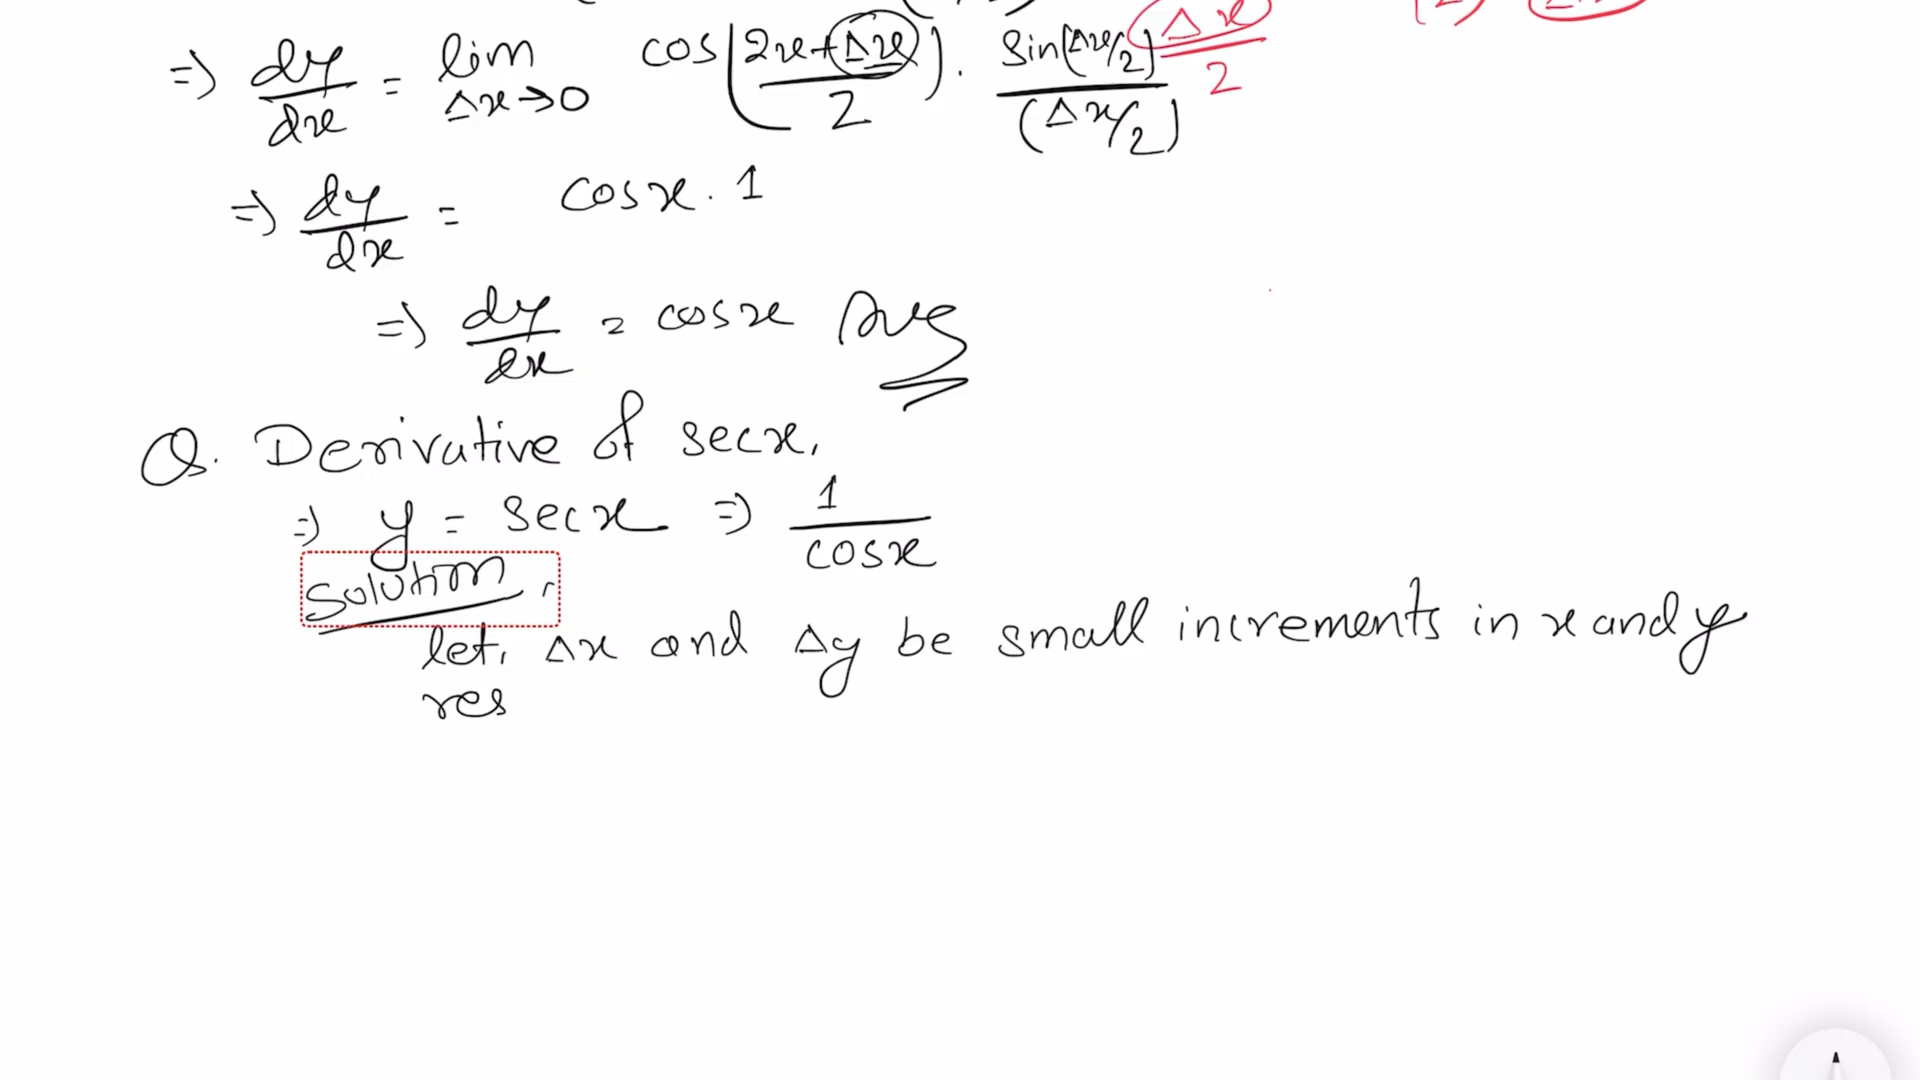 => dy/dx = lim Δx→0 cos(2x+Δx/2) . sin(Δx/2)/(Δx/2) Δx/2
=> dy/dx = cosx . 1
=> dy/dx = cosx Ans
Q. Derivative of secx,
=> y = secx => 1/cosx
Solution,
let, Δx and Δy be small increments in x and y
res